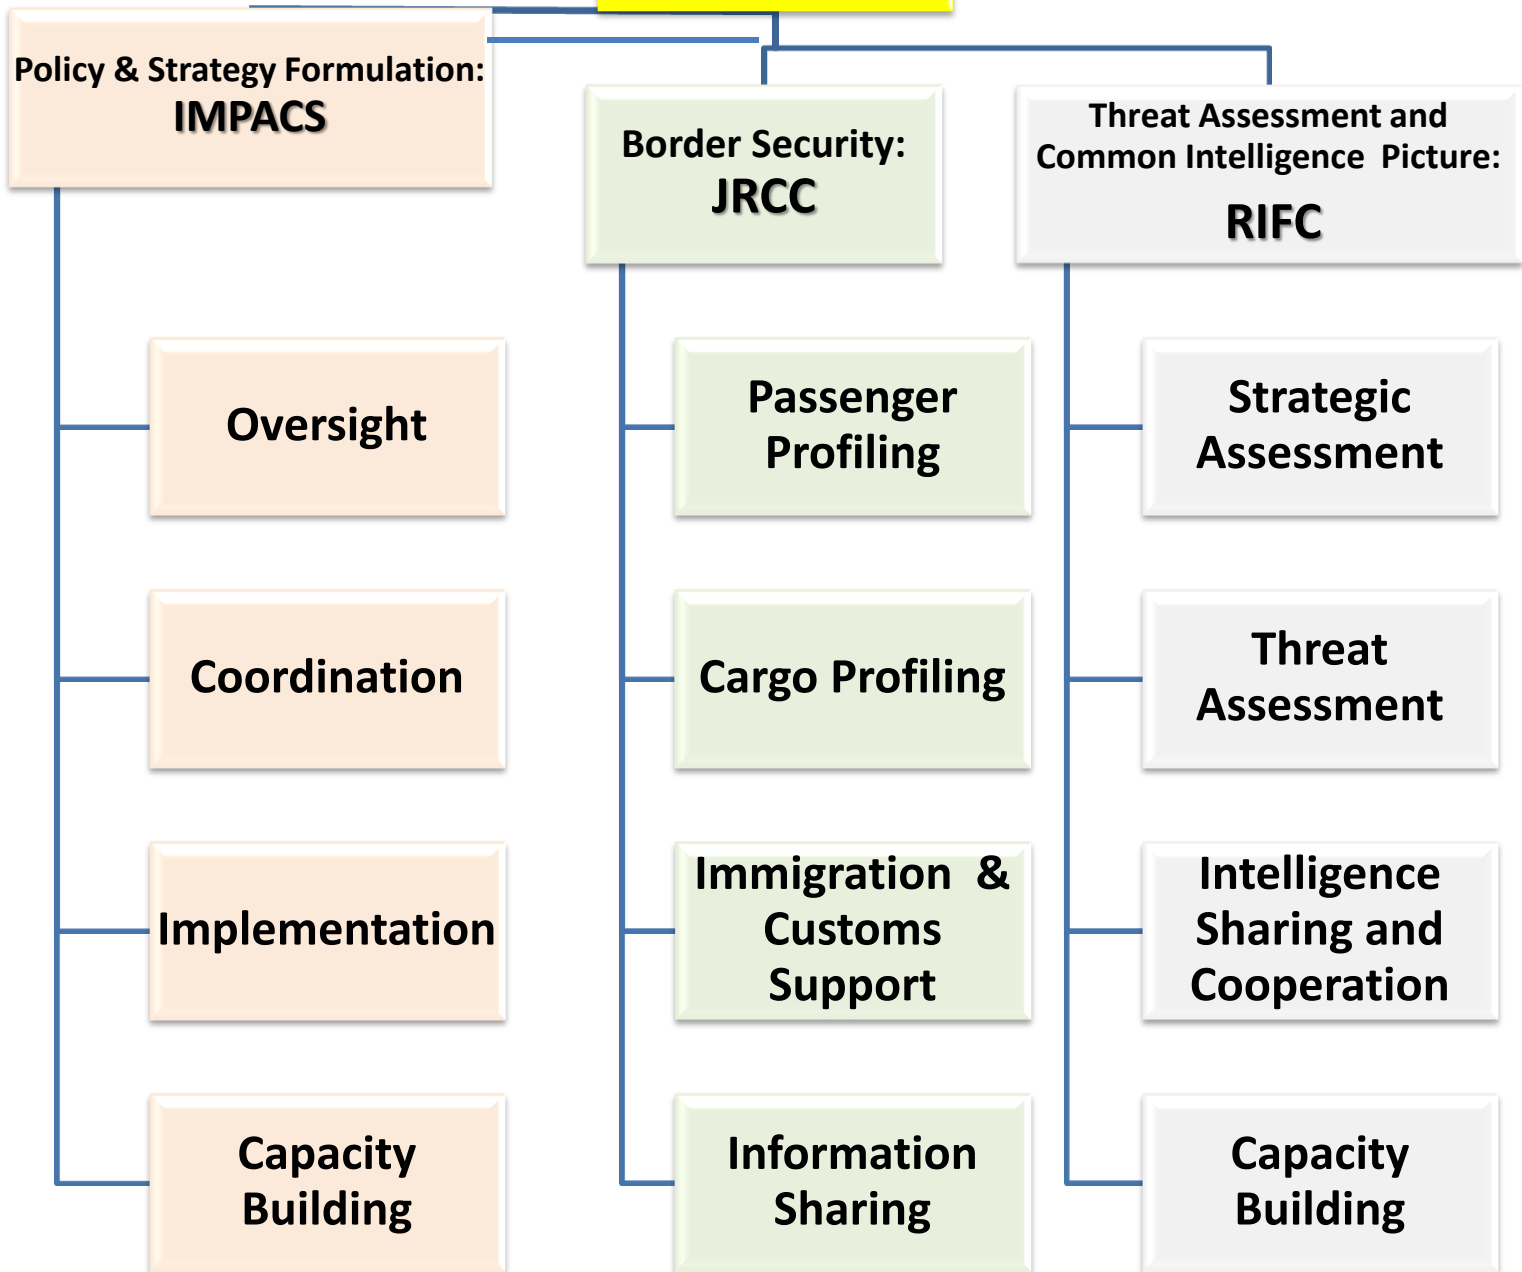 Policy & Strategy Formulation:
IMPACS
Border Security:
JRCC
Threat Assessment and
Common Intelligence Picture:
RIFC
Oversight
Coordination
Implementation
Capacity
Building
Passenger
Profiling
Cargo Profiling
Immigration &
Customs
Support
Information
Sharing
Strategic
Assessment
Threat
Assessment
Intelligence
Sharing and
Cooperation
Capacity
Building